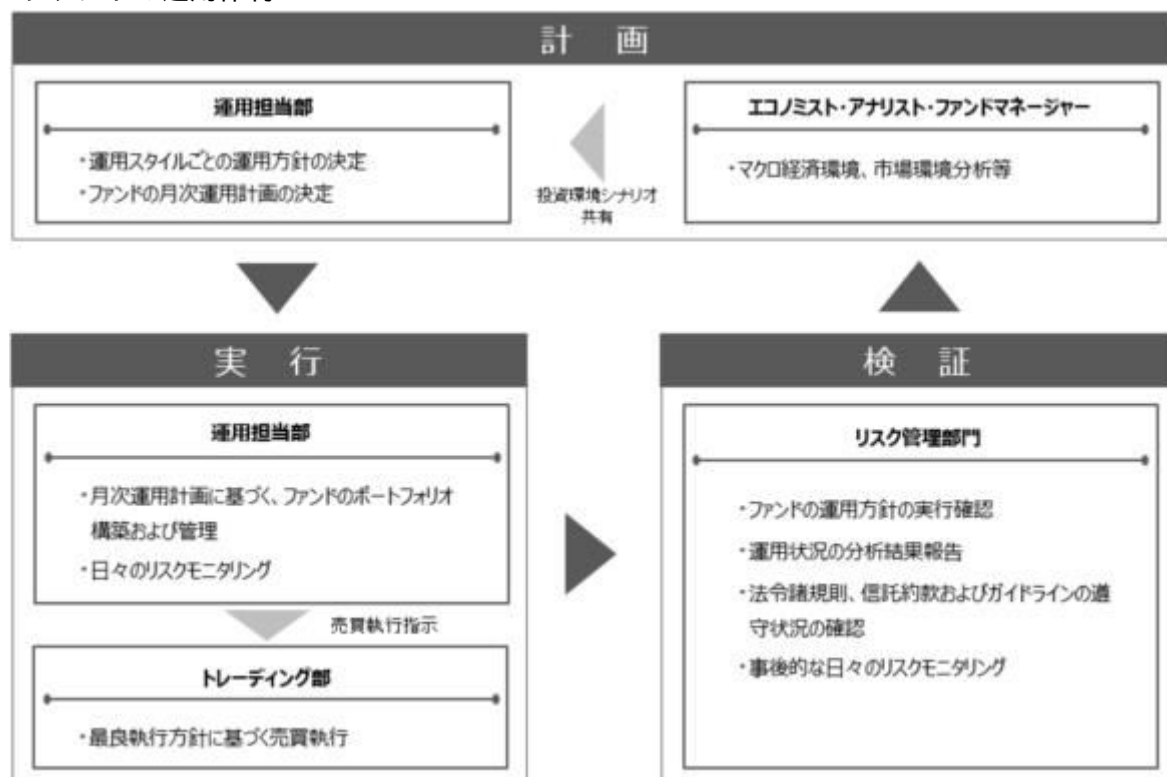 計 画
運用担当部
・運用スタイルごとの運用方針の決定
・ファンドの月次運用計画の決定
投資環境シナリオ
共有
エコノミスト・アナリスト・ファンドマネージャー
・マクロ経済環境、市場環境分析等
実 行
運用担当部
・月次運用計画に基づく、ファンドのポートフォリオ
構築および管理
・日々のリスクモニタリング
売買執行指示
トレーディング部
・最良執行方針に基づく売買執行
検 証
リスク管理部門
・ファンドの運用方針の実行確認
・運用状況の分析結果報告
・法令諸規則、信託約款およびガイドラインの遵
守状況の確認
・事後的な日々のリスクモニタリング